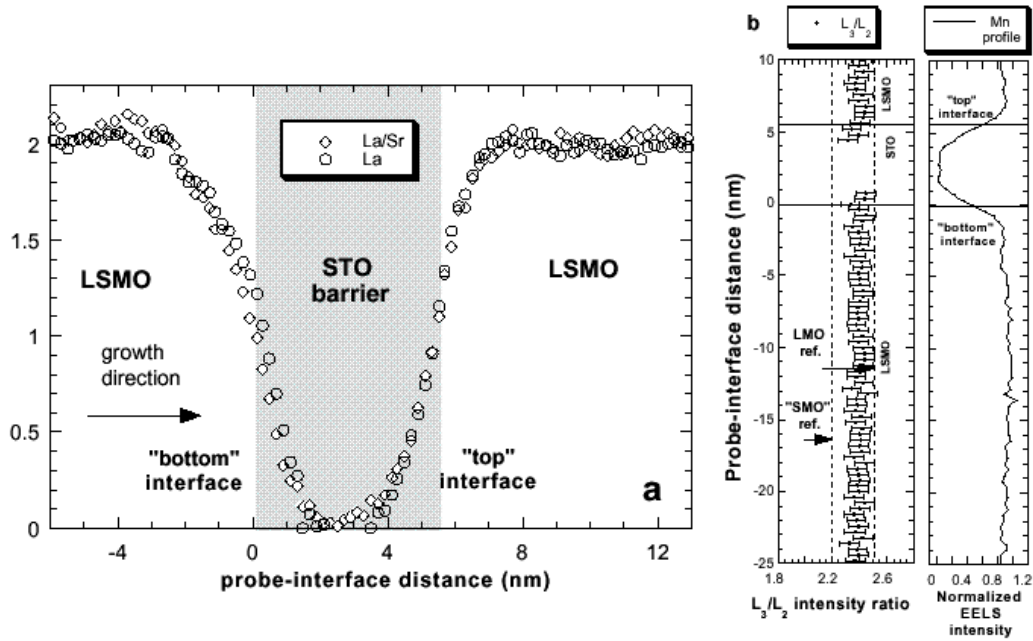 La/Sr
La
2
1.5
1
0.5
0
LSMO
STO
barrier
LSMO
growth
direction
"bottom"
interface
"top"
interface
a
-4
0
4
8
12
probe-interface distance (nm)
b
L3/L2
Mn
profile
10
5
0
-5
-10
-15
-20
-25
Probe-interface distance (nm)
LSMO
STO
LMO
ref.
LSMO
"SMO"
ref.
"top"
interface
"bottom"
interface
1.8
2.2
2.6
L3/L2 intensity ratio
0
0.4
0.8
1.2
Normalized
EELS
intensity